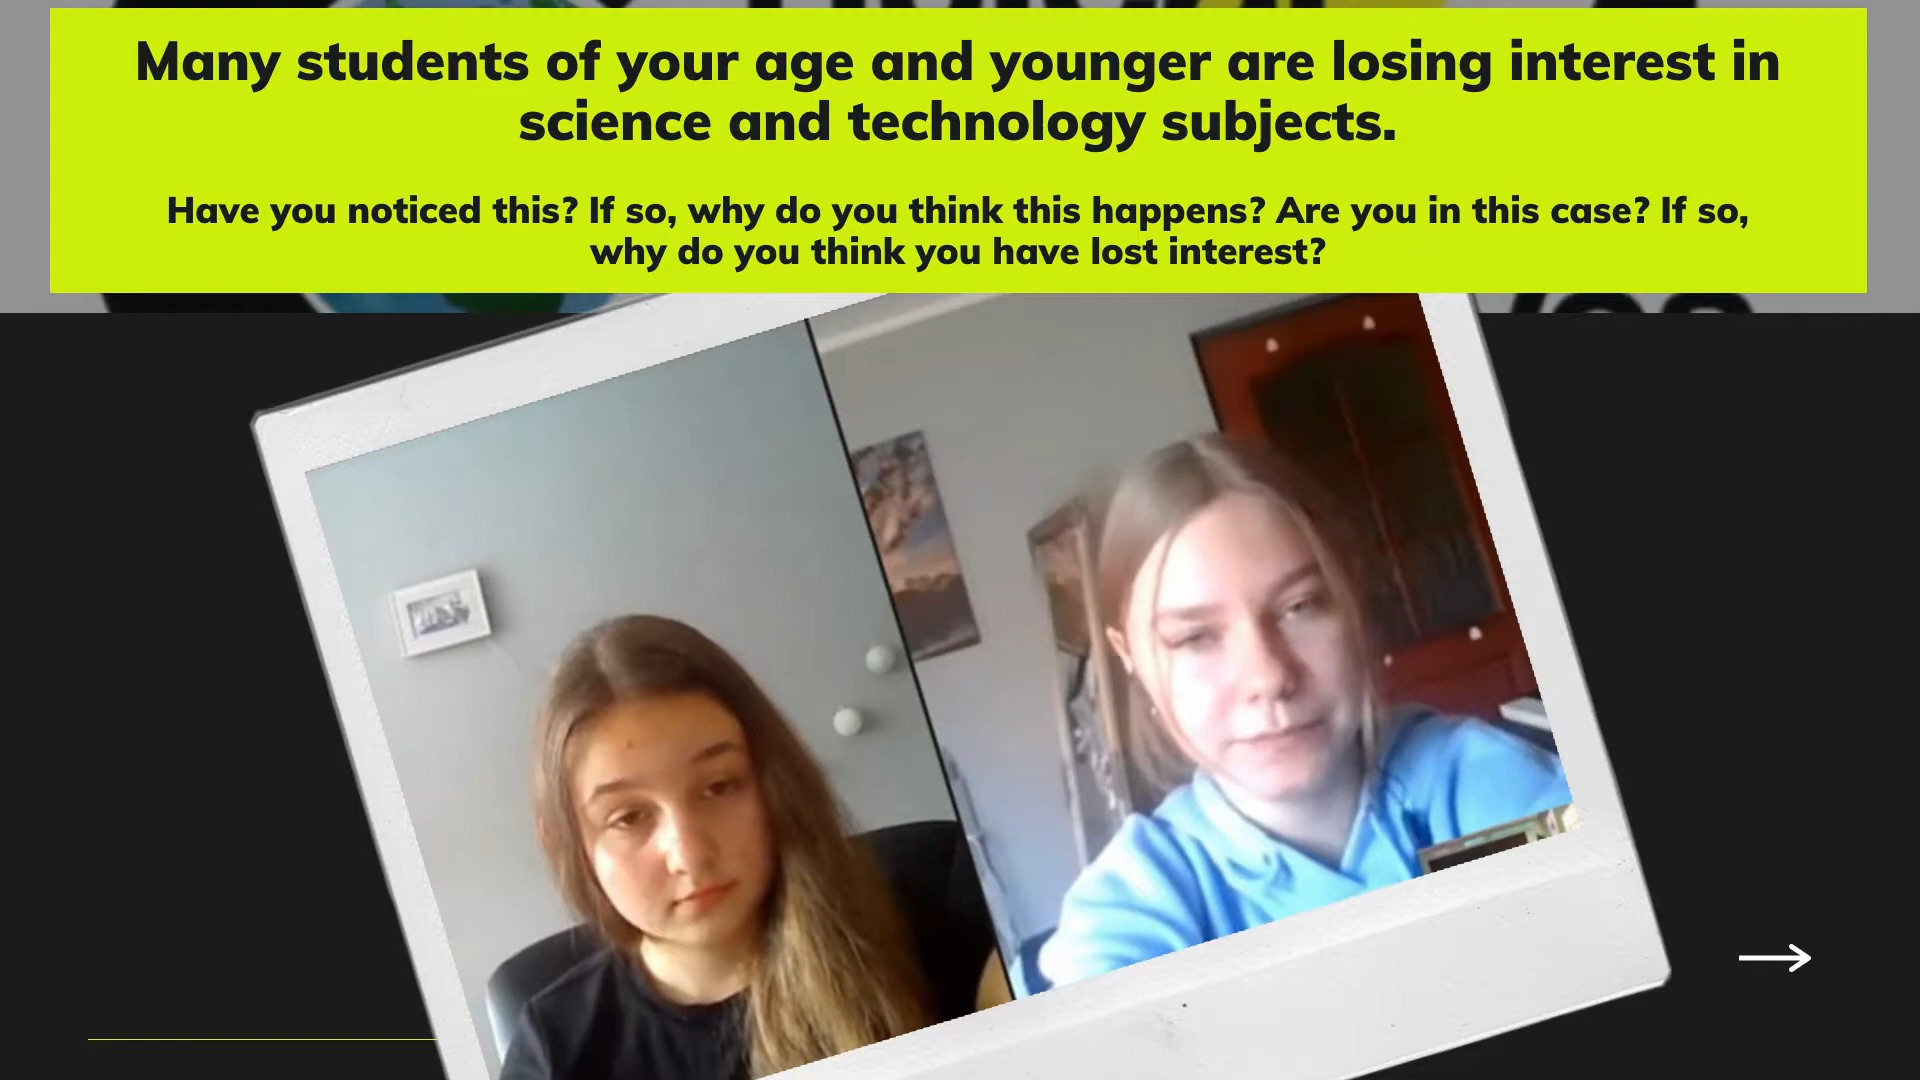 Many students of your age and younger are losing interest in
science and technology subjects.
Have you noticed this? If so, why do you think this happens? Are you in this case? If so,
why do you think you have lost interest?